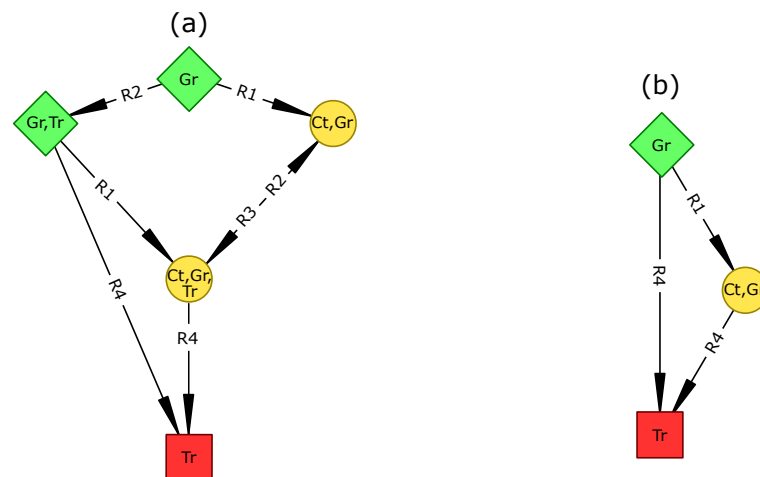 (a)
Gr
R2
R1
Gr,Tr
Ct,Gr
R1
R3 – R2
Ct,Gr,
Tr
R4
R4
Tr
(b)
Gr
R1
R4
Ct,G
R4
Tr